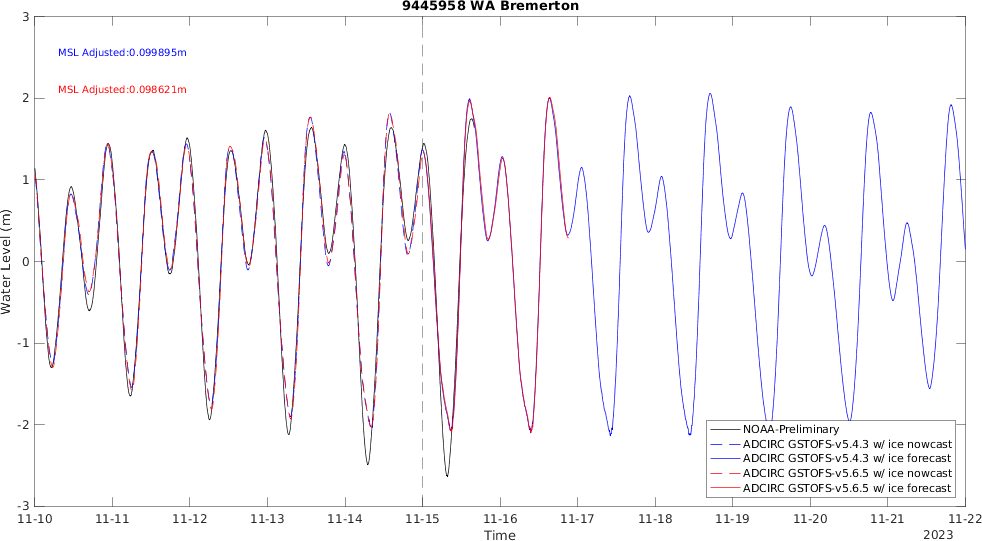 9445958 WA Bremerton
3
MSL Adjusted:0.099895m
MSL Adjusted:0.098621m
2
1
0
-1
-2
-3
Water Level (m)
NOAA-Preliminary
ADCIRC GSTOFS-v5.4.3 w/ ice nowcast
ADCIRC GSTOFS-v5.4.3 w/ ice forecast
ADCIRC GSTOFS-v5.6.5 w/ ice nowcast
ADCIRC GSTOFS-v5.6.5 w/ ice forecast
11-10 11-11 11-12 11-13 11-14 11-15 11-16 11-17 11-18 11-19 11-20 11-21 11-22
Time
2023